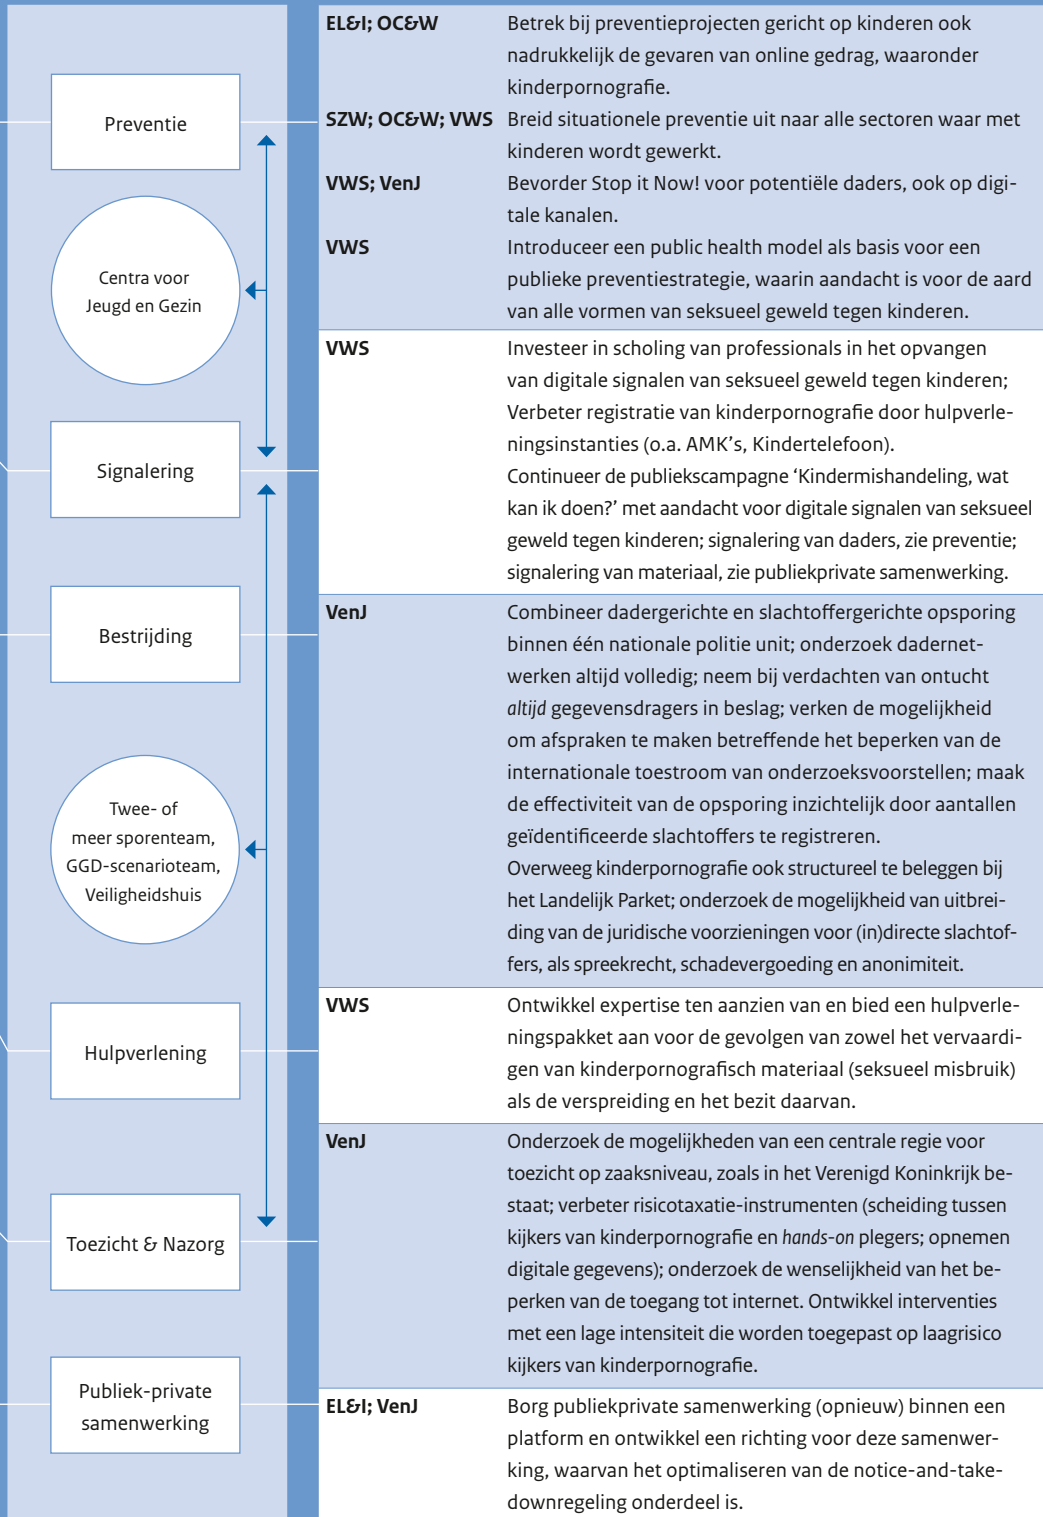 Preventie
Centra voor
Jeugd en Gezin
Signalering
Bestrijding
Twee- of
meer sporenteam,
GGD-scenarioteam,
Veiligheidshuis
Hulpverlening
Toezicht & Nazorg
Publiek-private
samenwerking
EL&I; OC&W Betrek bij preventieprojecten gericht op kinderen ook
nadrukkelijk de gevaren van online gedrag, waaronder
kinderpornografie.
SZW; OC&W; VWS Breid situationele preventie uit naar alle sectoren waar met
kinderen wordt gewerkt.
VWS; VenJ Bevorder Stop it Now! voor potentiële daders, ook op digi-
tale kanalen.
VWS Introduceer een public health model als basis voor een
publieke preventiestrategie, waarin aandacht is voor de aard
van alle vormen van seksueel geweld tegen kinderen.
VWS Investeer in scholing van professionals in het opvangen
van digitale signalen van seksueel geweld tegen kinderen;
Verbeter registratie van kinderpornografie door hulpverle-
ningsinstanties (o.a. AMK's, Kindertelefoon).
Continueer de publiekscampagne ‘Kindermishandeling, wat
kan ik doen?’ met aandacht voor digitale signalen van seksueel
geweld tegen kinderen; signalering van daders, zie preventie;
signalering van materiaal, zie publiekprivate samenwerking.
VenJ Combineer dadergerichte en slachtoffergerichte opsporing
binnen één nationale politie unit; onderzoek dadernet-
werken altijd volledig; neem bij verdachten van ontucht
altijd gegevensdragers in beslag; verken de mogelijkheid
om afspraken te maken betreffende het beperken van de
internationale toestroom van onderzoeksvoorstellen; maak
de effectiviteit van de opsporing inzichtelijk door aantallen
geïdentificeerde slachtoffers te registreren.
Overweeg kinderpornografie ook structureel te beleggen bij
het Landelijk Parket; onderzoek de mogelijkheid van uitbrei-
ding van de juridische voorzieningen voor (in)directe slachtof-
fers, als spreekrecht, schadevergoeding en anonimiteit.
VWS Ontwikkel expertise ten aanzien van en bied een hulpverle-
ningspakket aan voor de gevolgen van zowel het vervaardi-
gen van kinderpornografisch materiaal (seksueel misbruik)
als de verspreiding en het bezit daarvan.
VenJ Onderzoek de mogelijkheden van een centrale regie voor
toezicht op zaaksniveau, zoals in het Verenigd Koninkrijk be-
staat; verbeter risicotaxatie-instrumenten (scheiding tussen
kijkers van kinderpornografie en hands-on plegers; opnemen
digitale gegevens); onderzoek de wenselijkheid van het be-
perken van de toegang tot internet. Ontwikkel interventies
met een lage intensiteit die worden toegepast op laagrisico
kijkers van kinderpornografie.
EL&I; VenJ Borg publiekprivate samenwerking (opnieuw) binnen een
platform en ontwikkel een richting voor deze samenwer-
king, waarvan het optimaliseren van de notice-and-take-
downregeling onderdeel is.